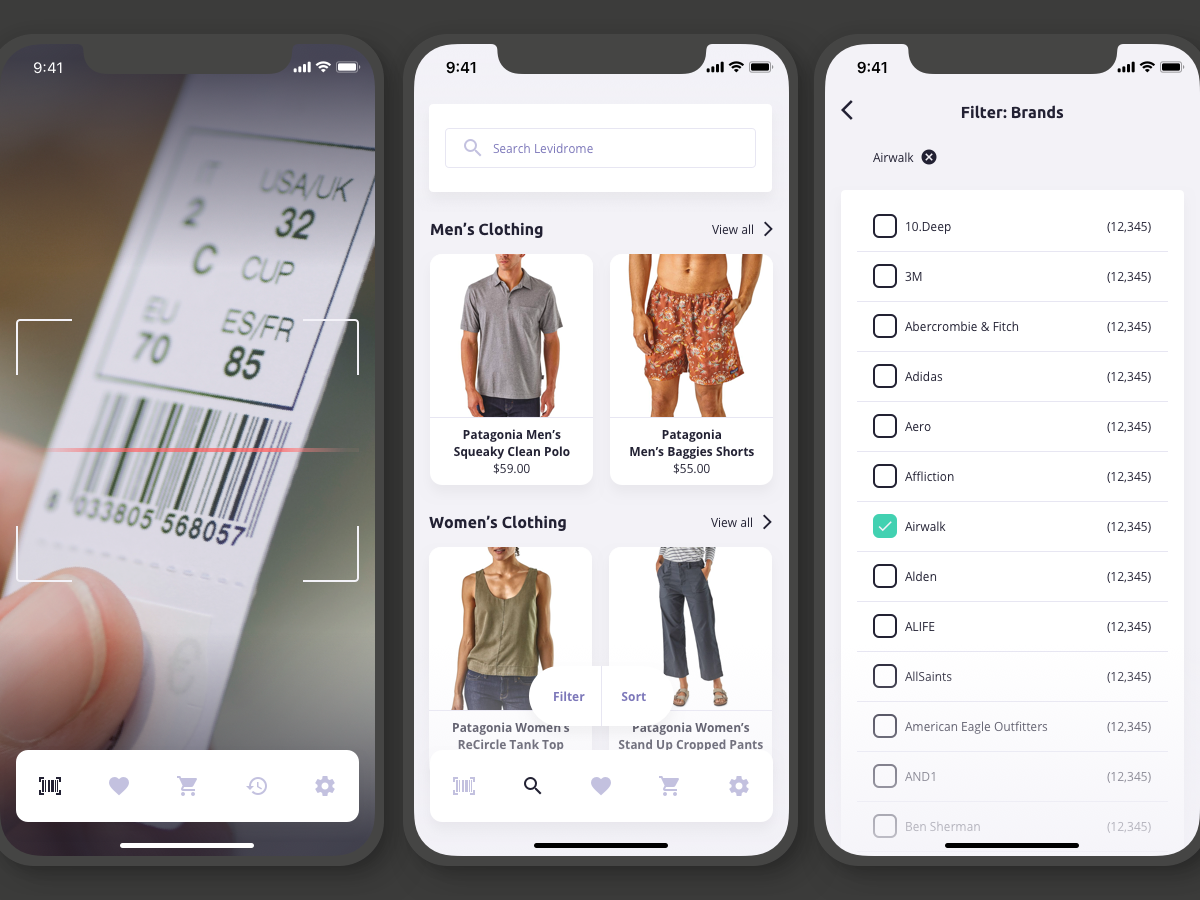 9:41
USA/UK
2
32
C
CUP
EU
ES/FR
70
85
033805 568057
9:41
Search Levidrome
Men’s Clothing
View all
Patagonia Men’s
Squeaky Clean Polo
$59.00
Patagonia
Men’s Baggies Shorts
$55.00
Women’s Clothing
View all
Filter
Sort
Patagonia Women’s
ReCircle Tank Top
Patagonia Women’s
Stand Up Cropped Pants
9:41
Filter: Brands
Airwalk
10.Deep (12,345)
3M (12,345)
Abercrombie & Fitch (12,345)
Adidas (12,345)
Aero (12,345)
Affliction (12,345)
Airwalk (12,345)
Alden (12,345)
ALIFE (12,345)
AllSaints (12,345)
American Eagle Outfitters (12,345)
AND1 (12,345)
Ben Sherman (12,345)